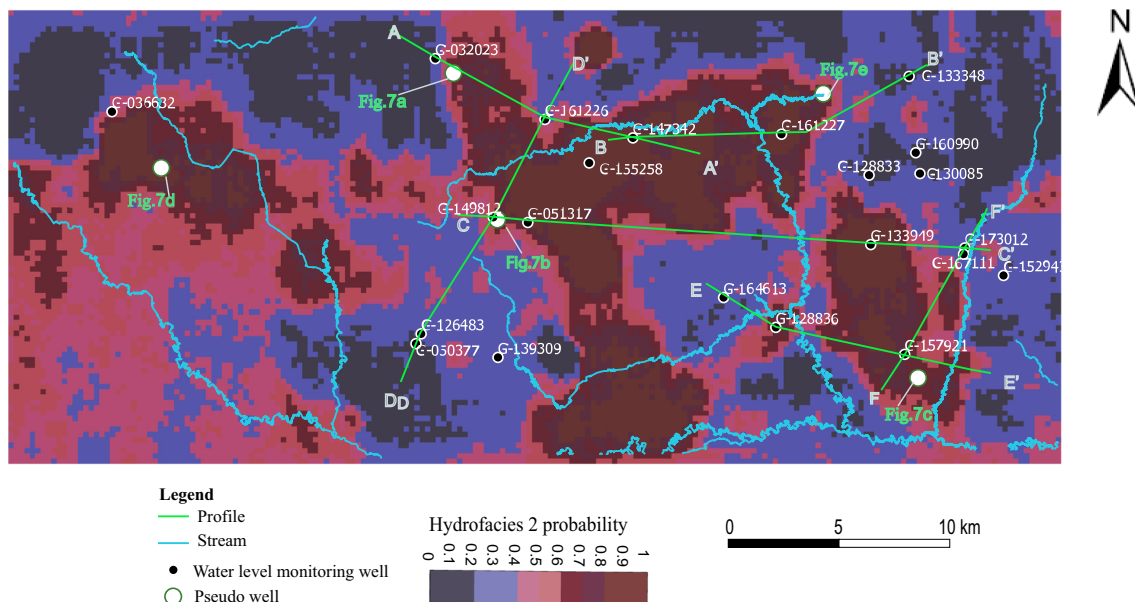 N
A
G-032023
D'
B'
G-133348
Fig.7a
Fig.7e
G-036632
G-161226
G-147342
G-161227
B
G-160990
G-155258
A'
G-128833
G-130085
Fig.7d
G-149812
C
G-051317
F'
Fig.7b
G-133949
G-173012
C'
G-167111
G-15294
E
G-164613
G-126483
G-128836
G-050377
G-139309
G-157921
E'
DD
F
Fig.7c
Legend
Profile
Stream
Water level monitoring well
Pseudo well
Hydrofacies 2 probability
0 0.1 0.2 0.3 0.4 0.5 0.6 0.7 0.8 0.9 1
0 5 10 km